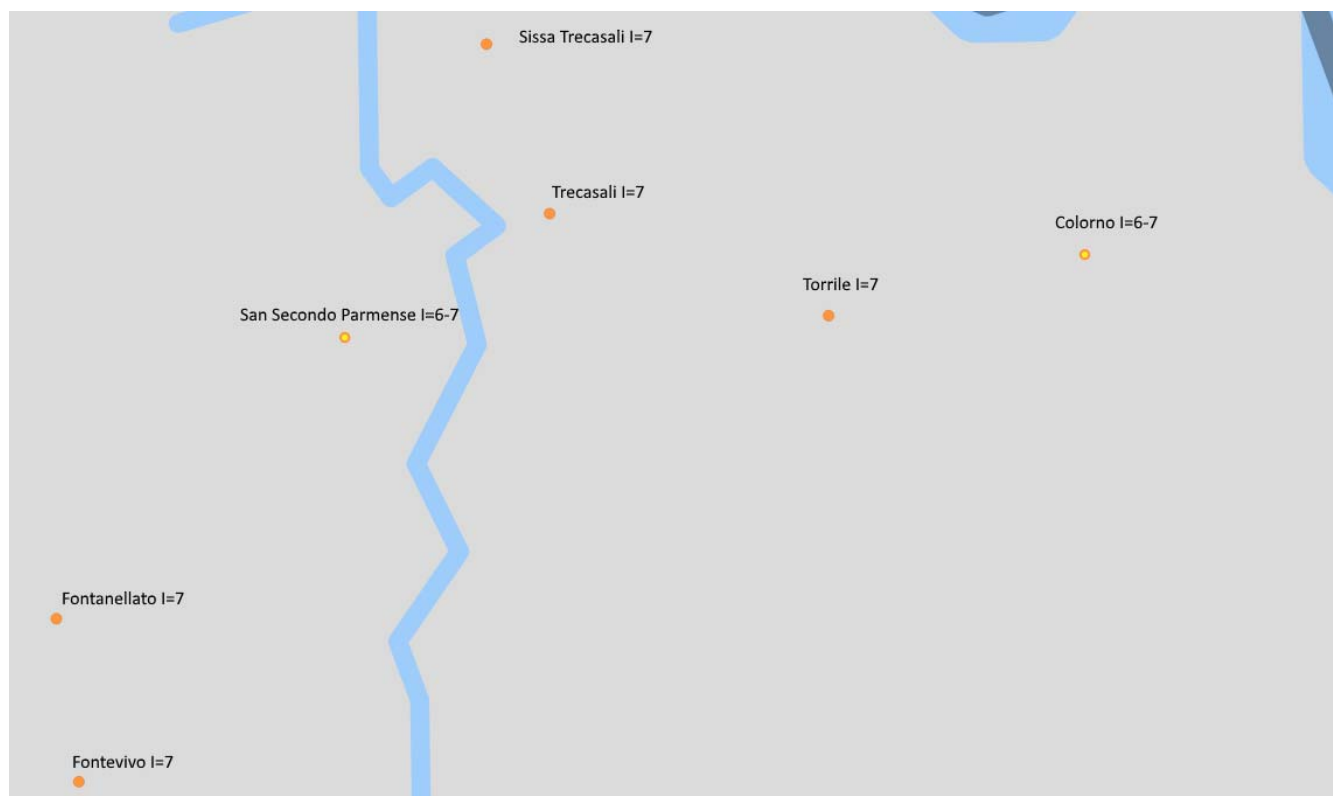 Sissa Trecasali I=7
Trecasali I=7
Colorno I=6-7
Torrile I=7
San Secondo Parmense I=6-7
Fontanellato I=7
Fontevivo I=7